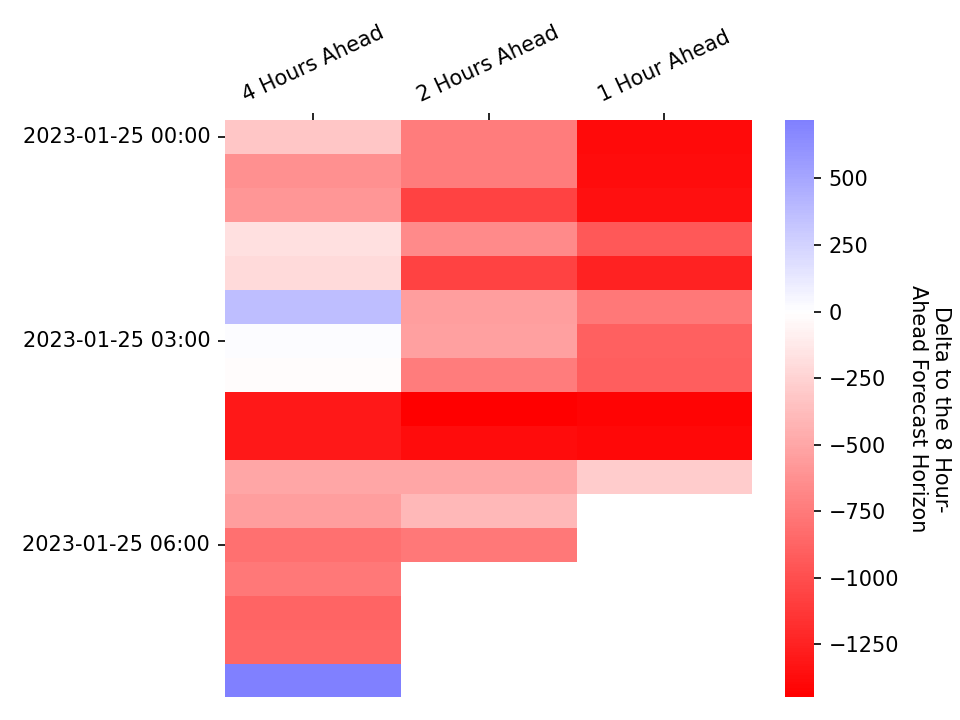 4 Hours Ahead
2 Hours Ahead
1 Hour Ahead
2023-01-25 00:00
2023-01-25 03:00
2023-01-25 06:00
500
250
0
−250
−500
−750
−1000
−1250
Delta to the 8 Hour-
Ahead Forecast Horizon